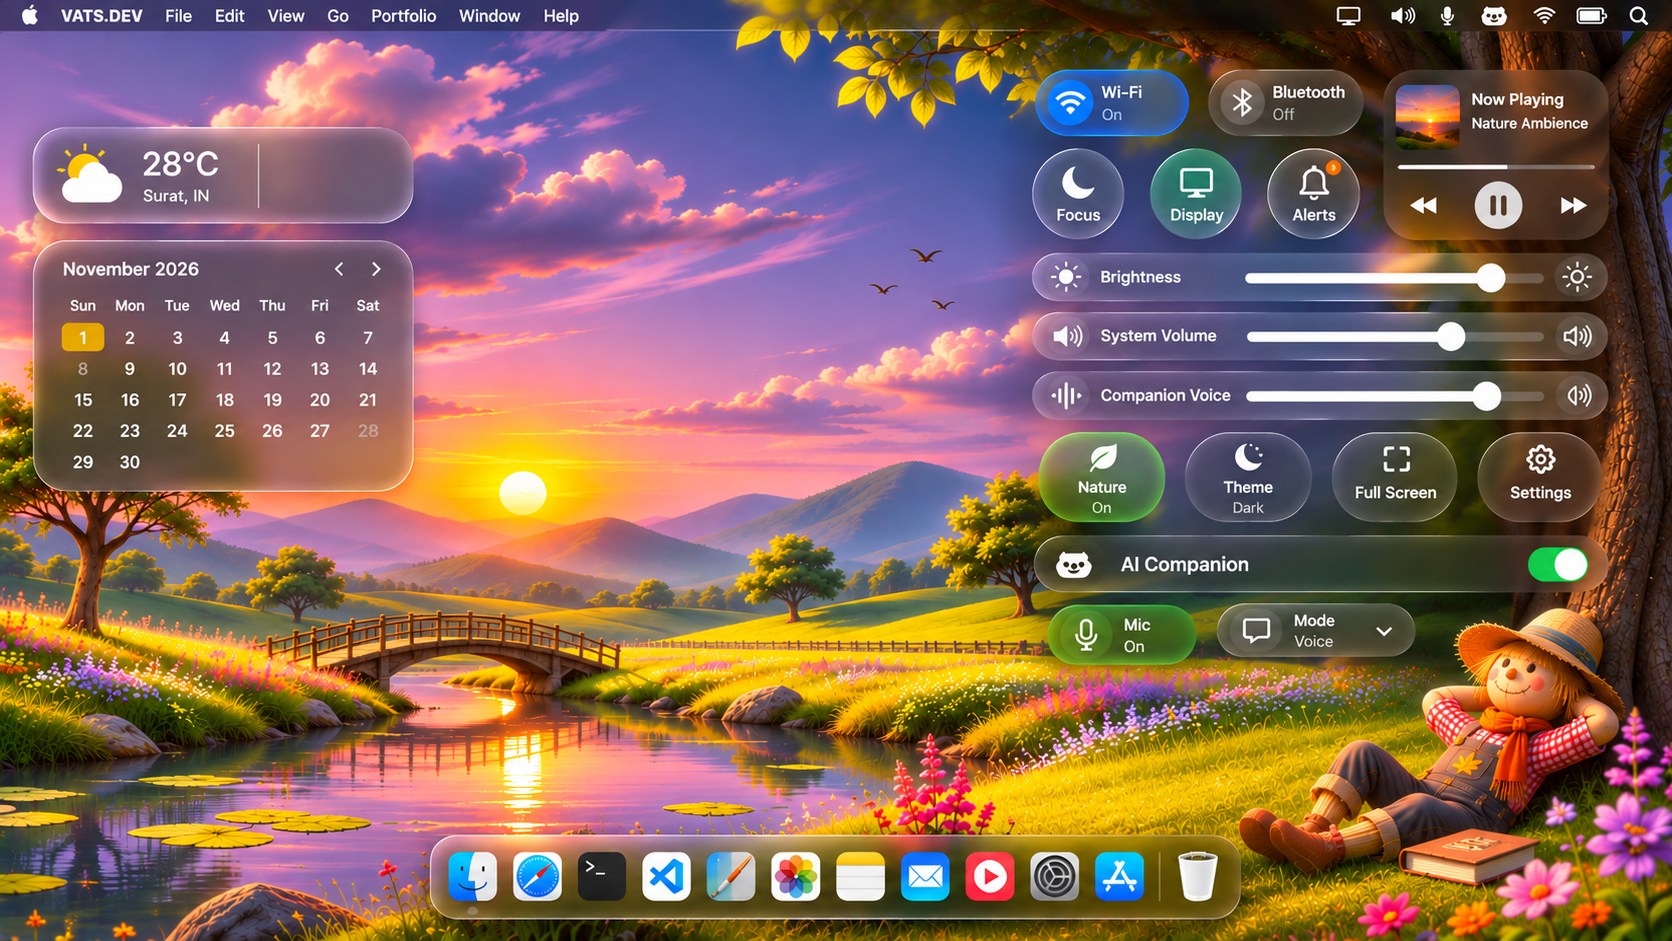 VATS.DEV File Edit View Go Portfolio Window Help
28°C
Surat, IN
November 2026
Sun Mon Tue Wed Thu Fri Sat
1 2 3 4 5 6 7
8 9 10 11 12 13 14
15 16 17 18 19 20 21
22 23 24 25 26 27 28
29 30
Wi-Fi
On
Bluetooth
Off
Now Playing
Nature Ambience
Focus
Display
Alerts
Brightness
System Volume
Companion Voice
Nature
On
Theme
Dark
Full Screen
Settings
AI Companion
Mic
On
Mode
Voice
>_